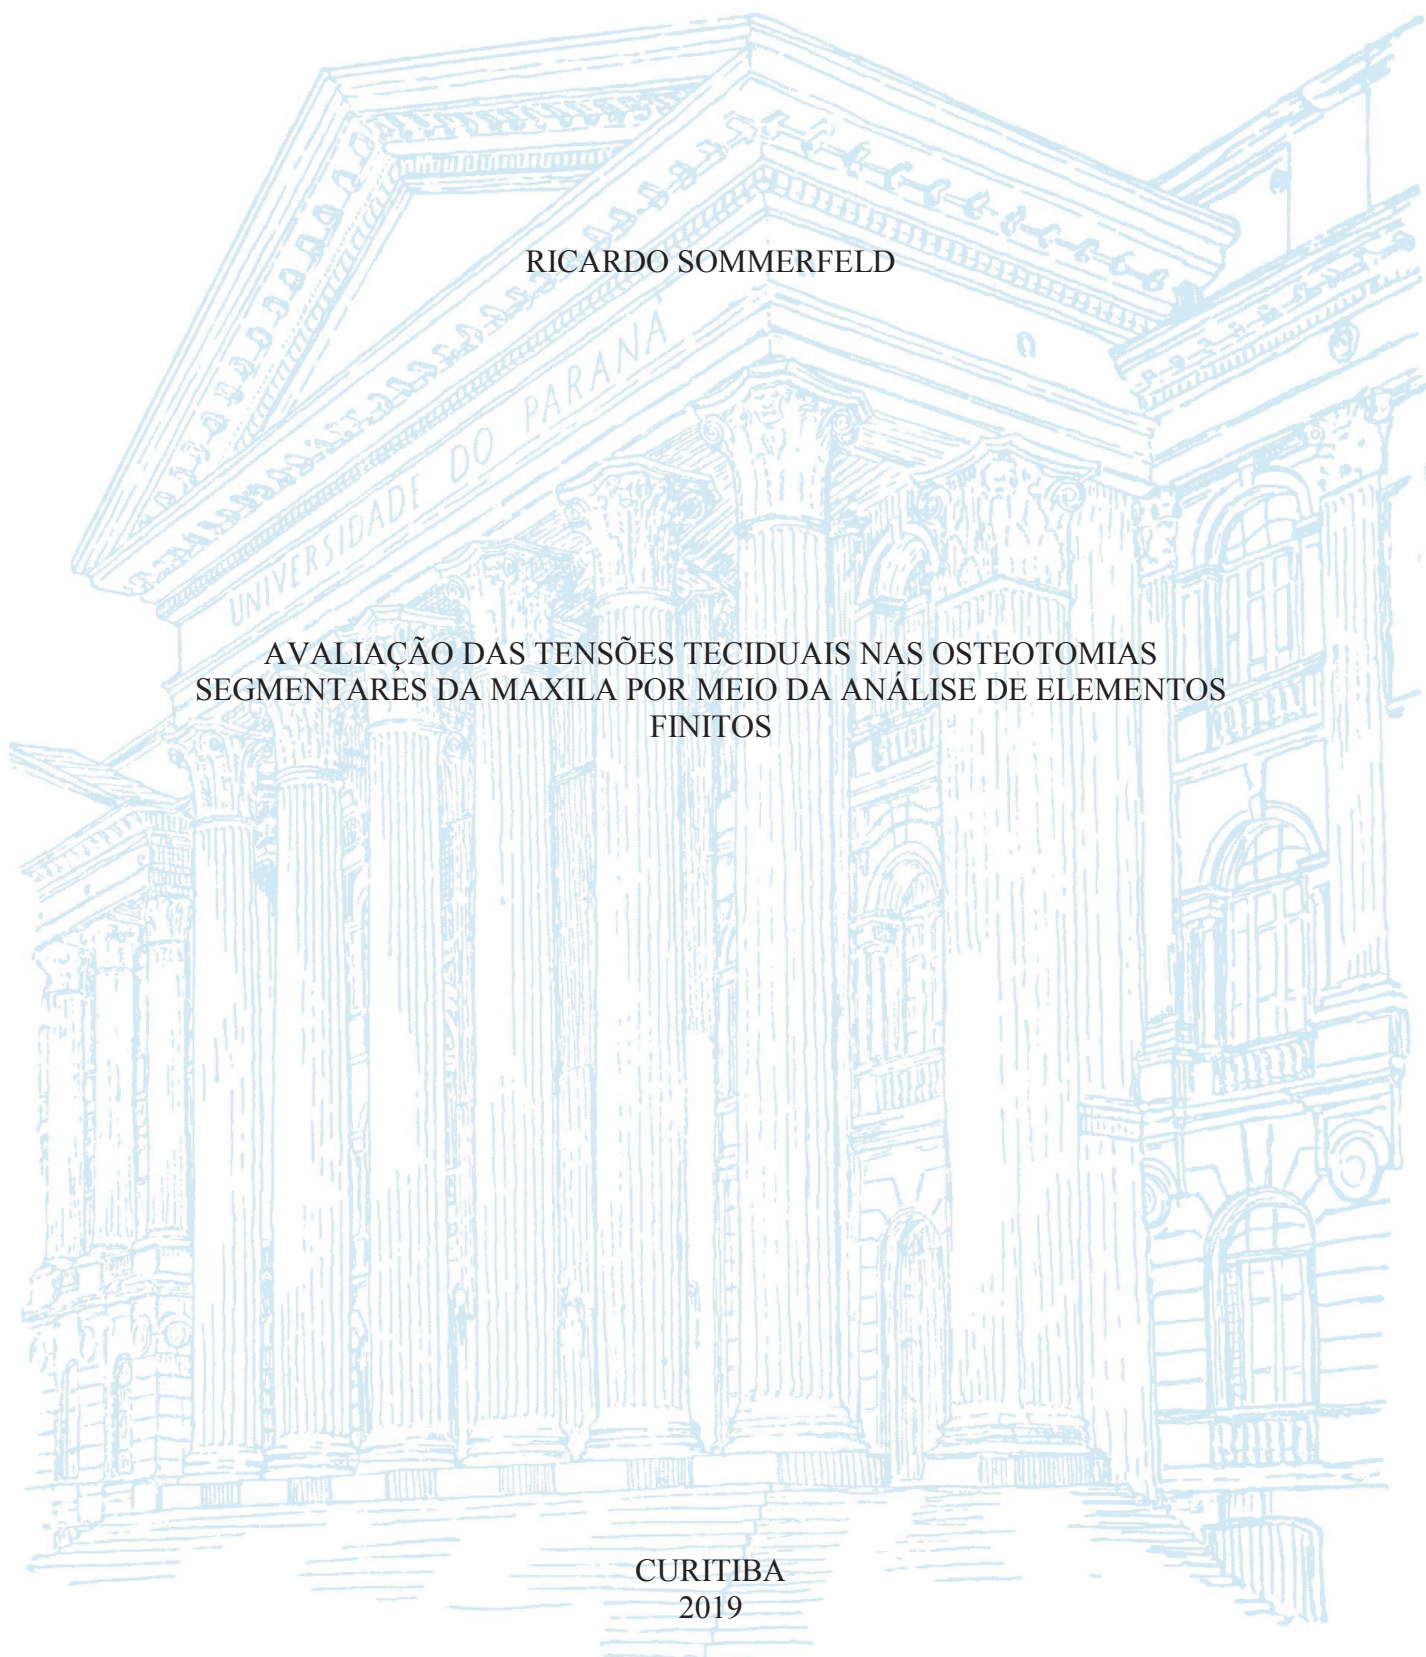 RICARDO SOMMERFELD
UNIVERSIDADE DO PARANÁ
AVALIAÇÃO DAS TENSÕES TECIDUAIS NAS OSTEOTOMIAS
SEGMENTARES DA MAXILA POR MEIO DA ANÁLISE DE ELEMENTOS
FINITOS
CURITIBA
2019